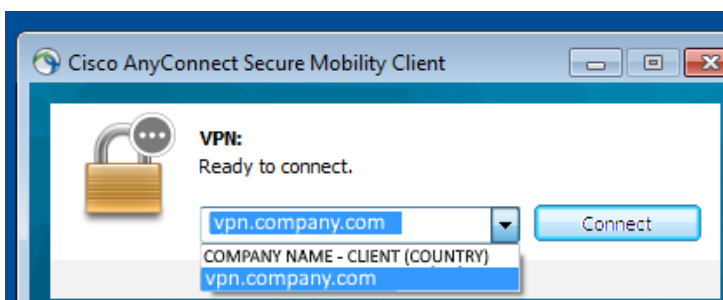 Cisco AnyConnect Secure Mobility Client
VPN:
Ready to connect.
vpn.company.com
Connect
COMPANY NAME - CLIENT (COUNTRY)
vpn.company.com